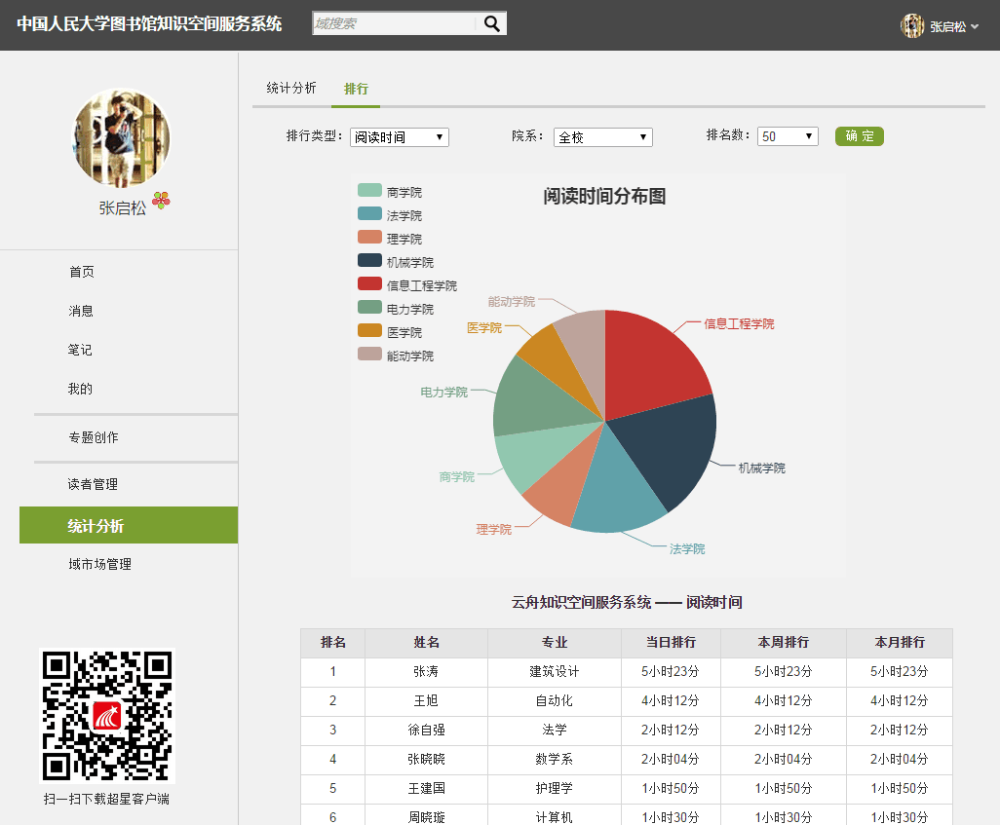 中国人民大学图书馆知识空间服务系统 域搜索 张启松
张启松
首页
消息
笔记
我的
专题创作
读者管理
统计分析
域市场管理
扫一扫下载超星客户端
统计分析 排行
排行类型： 阅读时间 院系： 全校 排名数： 50 确 定
阅读时间分布图
商学院
法学院
理学院
机械学院
信息工程学院
电力学院
医学院
能动学院
能动学院
信息工程学院
医学院
电力学院
机械学院
商学院
理学院
法学院
云舟知识空间服务系统 —— 阅读时间
排名 姓名 专业 当日排行 本周排行 本月排行
1 张涛 建筑设计 5小时23分 5小时23分 5小时23分
2 王旭 自动化 4小时12分 4小时12分 4小时12分
3 徐自强 法学 2小时12分 2小时12分 2小时12分
4 张晓晓 数学系 2小时04分 2小时04分 2小时04分
5 王建国 护理学 1小时50分 1小时50分 1小时50分
6 周晓璇 计算机 1小时30分 1小时30分 1小时30分